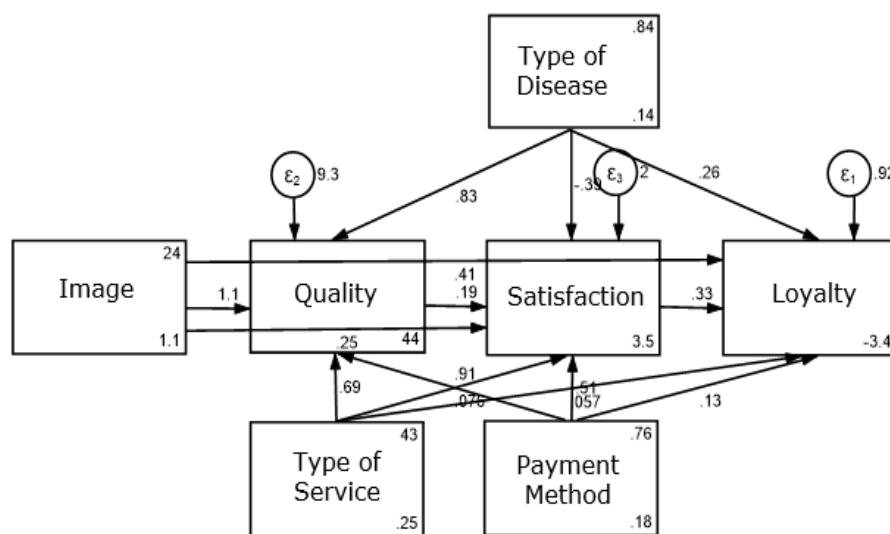 .84
Type of
Disease
.14
ε2
9.3
.83
-.39
ε3
2
.26
ε1
.92
24
Image
1.1
1.1
Quality
.41
.19
.25
44
Satisfaction
3.5
.33
Loyalty
-3.4
.69
.91
.51
057
.13
43
Type of
Service
.25
.76
Payment
Method
.18